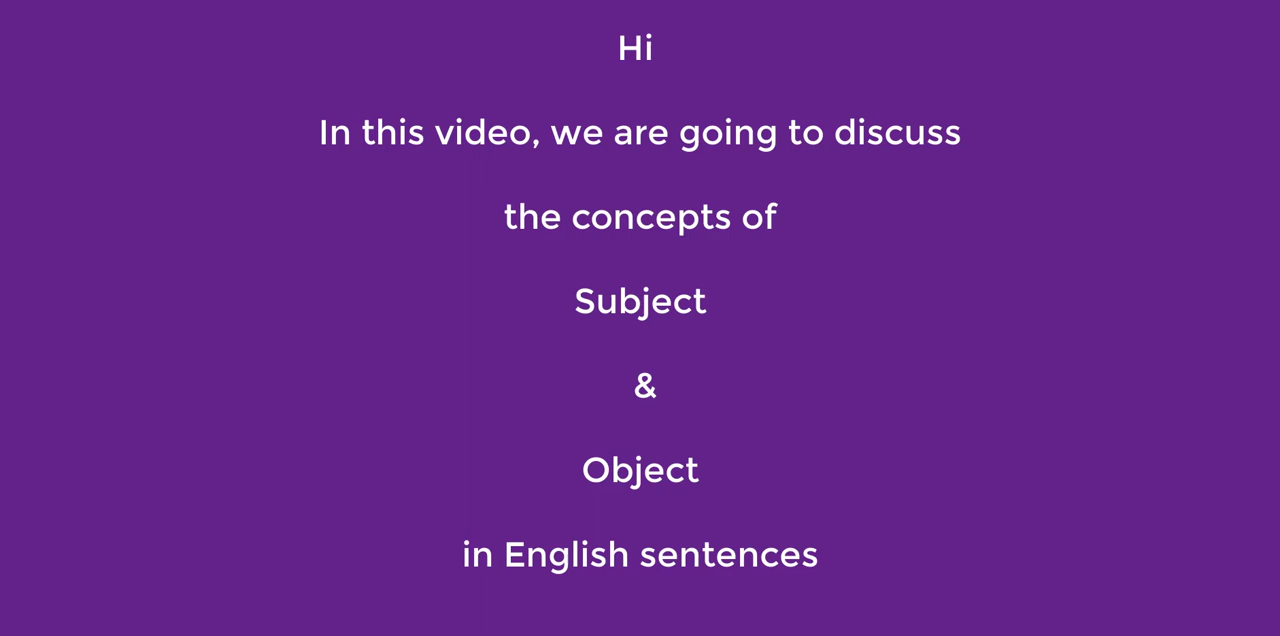 Hi
In this video, we are going to discuss
the concepts of
Subject
&
Object
in English sentences